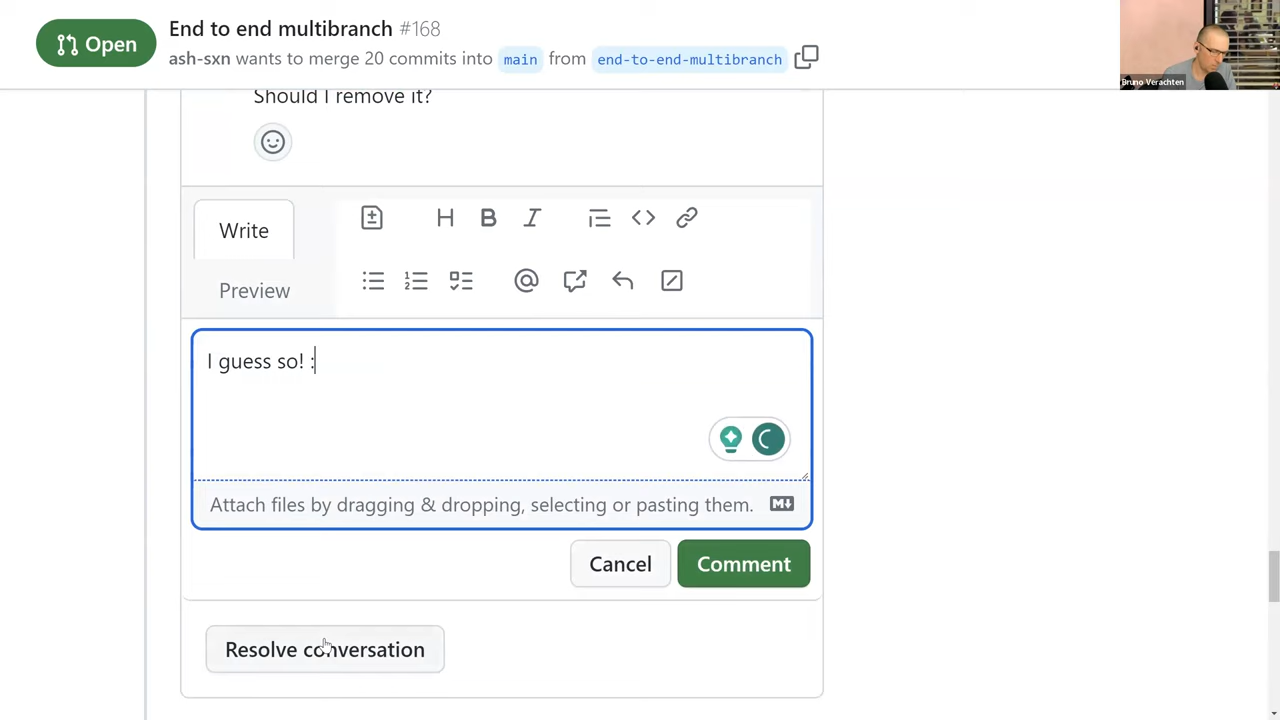 Open
End to end multibranch #168
ash-sxn wants to merge 20 commits into main from end-to-end-multibranch
Bruno Verachten
Should I remove it?
Write
Preview
I guess so! :
Attach files by dragging & dropping, selecting or pasting them.
Cancel
Comment
Resolve conversation